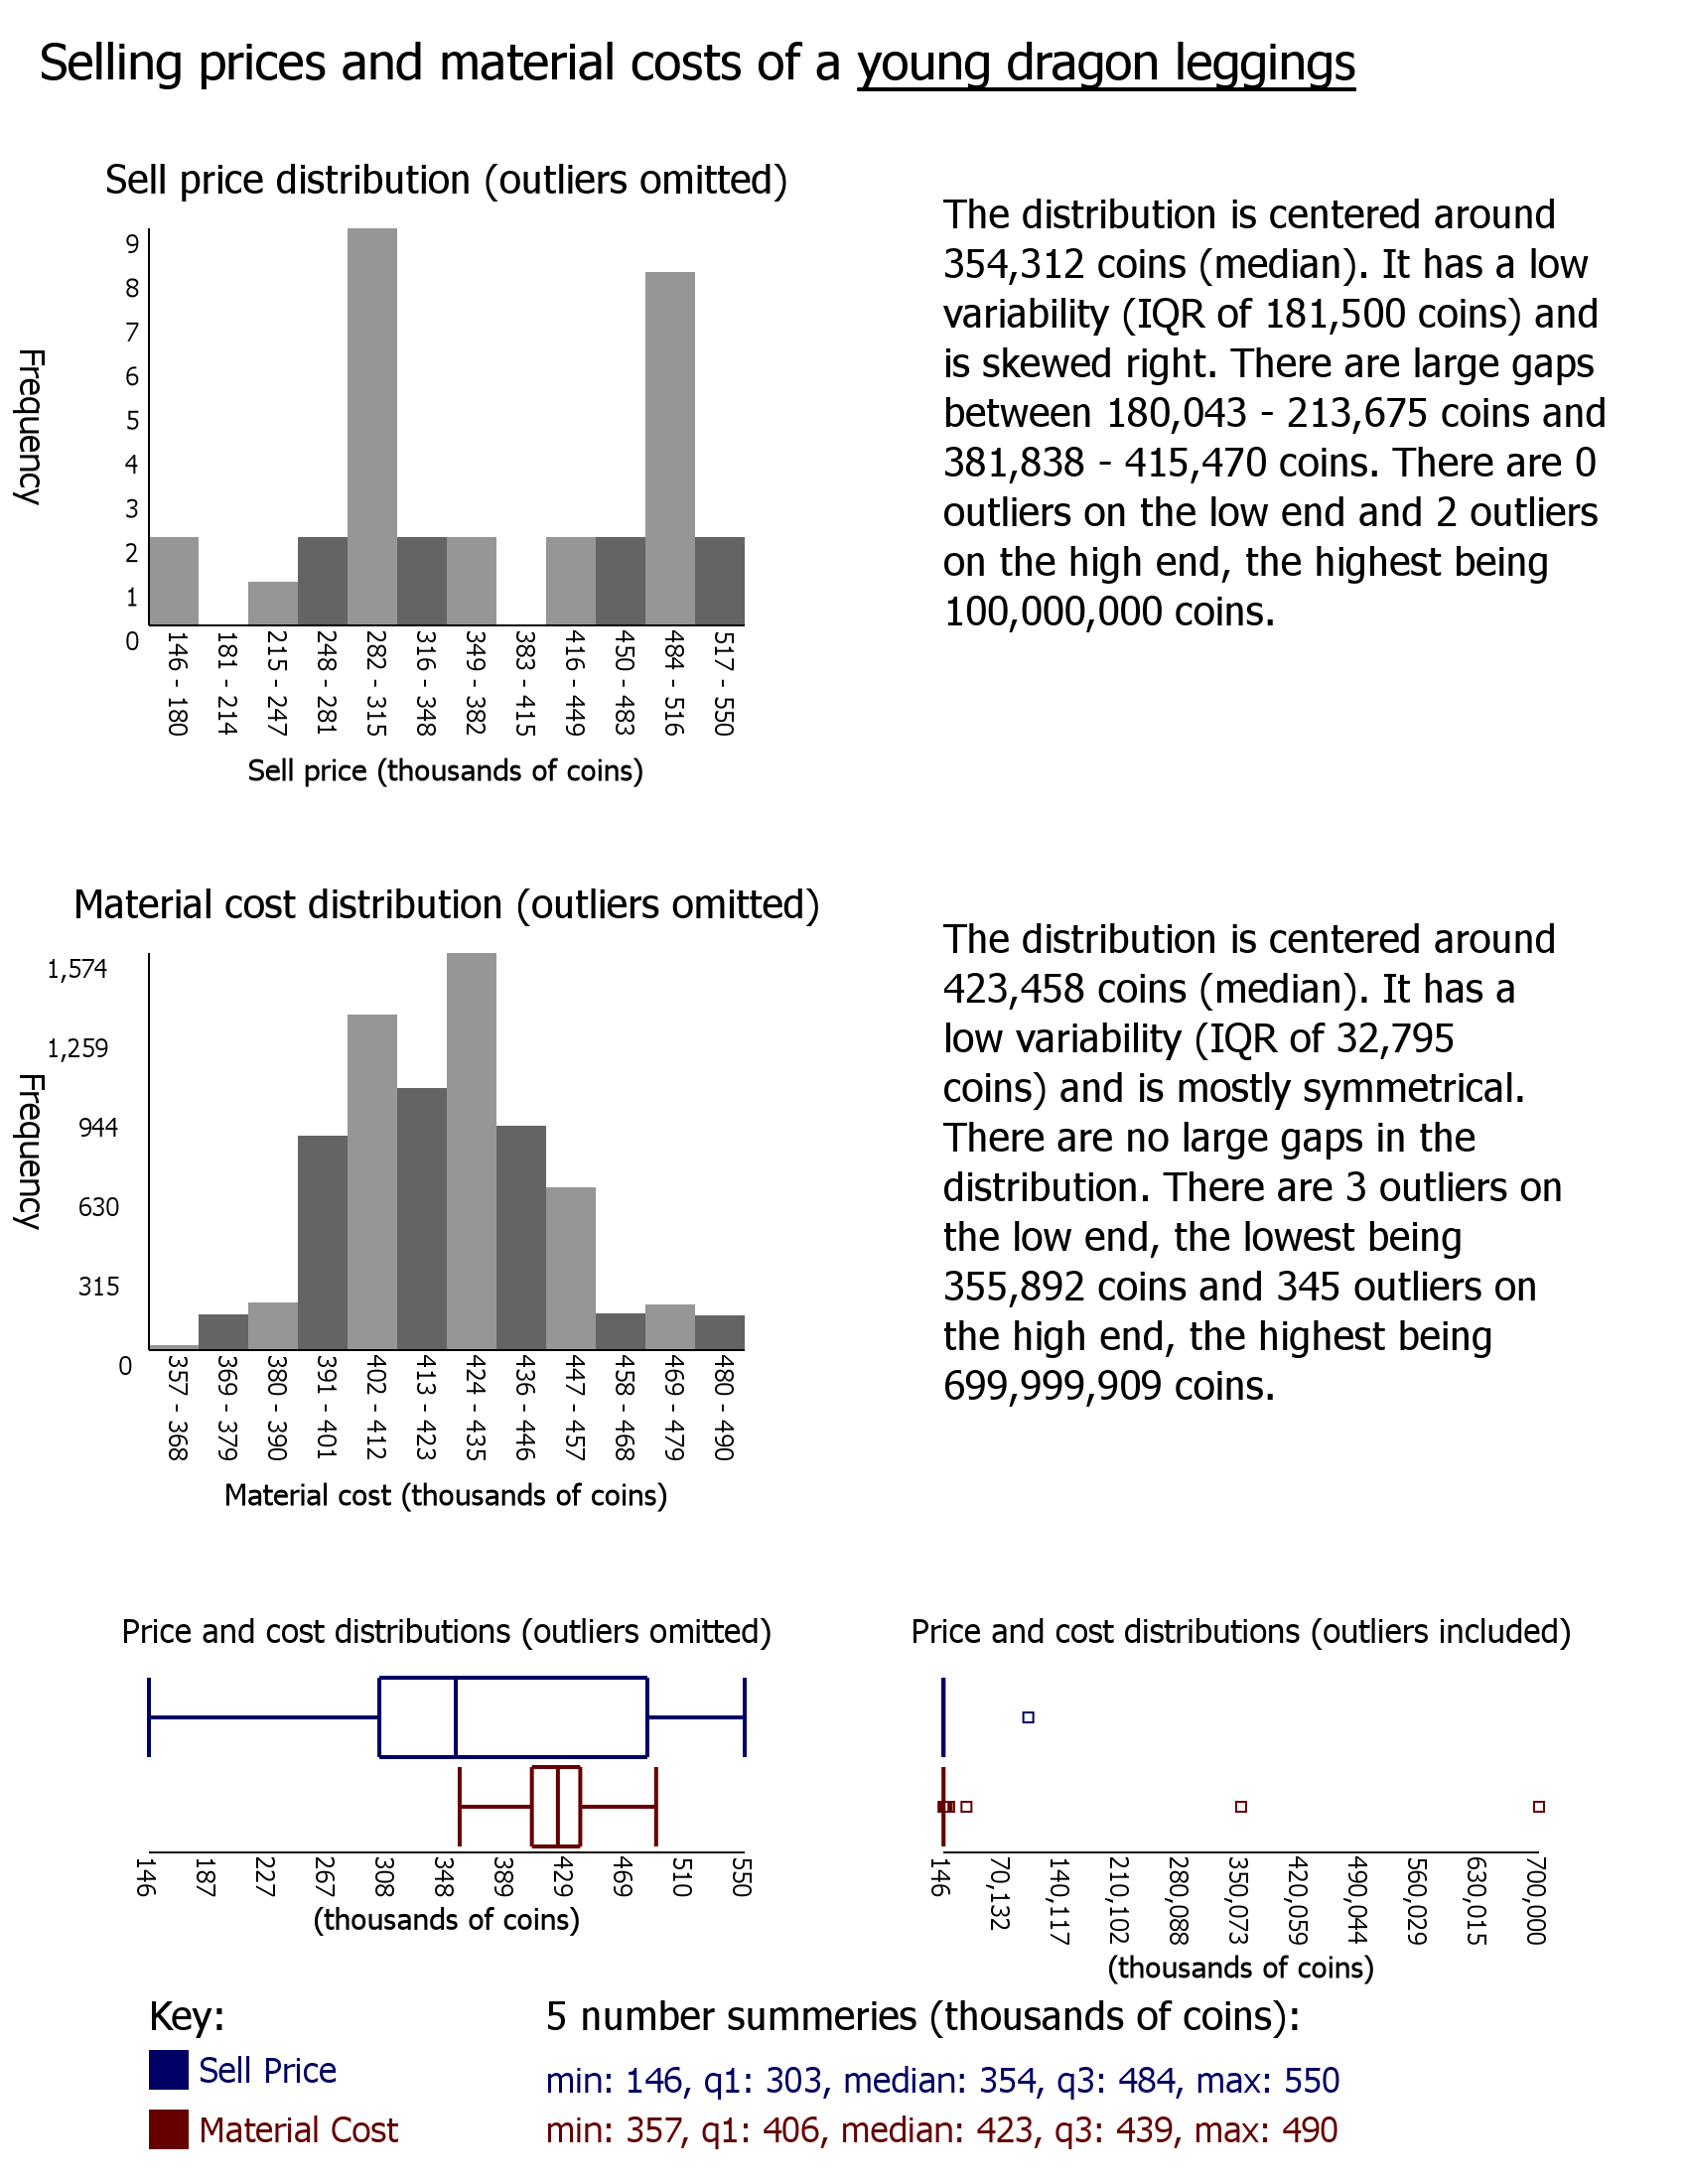 Selling prices and material costs of a young dragon leggings
Sell price distribution (outliers omitted)
9
8
7
6
5
4
3
2
1
0
Frequency
146 - 180
181 - 214
215 - 247
248 - 281
282 - 315
316 - 348
349 - 382
383 - 415
416 - 449
450 - 483
484 - 516
517 - 550
Sell price (thousands of coins)
The distribution is centered around
354,312 coins (median). It has a low
variability (IQR of 181,500 coins) and
is skewed right. There are large gaps
between 180,043 - 213,675 coins and
381,838 - 415,470 coins. There are 0
outliers on the low end and 2 outliers
on the high end, the highest being
100,000,000 coins.
Material cost distribution (outliers omitted)
1,574
1,259
944
630
315
0
Frequency
357 - 368
369 - 379
380 - 390
391 - 401
402 - 412
413 - 423
424 - 435
436 - 446
447 - 457
458 - 468
469 - 479
480 - 490
Material cost (thousands of coins)
The distribution is centered around
423,458 coins (median). It has a
low variability (IQR of 32,795
coins) and is mostly symmetrical.
There are no large gaps in the
distribution. There are 3 outliers on
the low end, the lowest being
355,892 coins and 345 outliers on
the high end, the highest being
699,999,909 coins.
Price and cost distributions (outliers omitted)
146
187
227
267
308
348
389
429
469
510
550
(thousands of coins)
Price and cost distributions (outliers included)
146
70,132
140,117
210,102
280,088
350,073
420,059
490,044
560,029
630,015
700,000
(thousands of coins)
Key:
Sell Price
Material Cost
5 number summeries (thousands of coins):
min: 146, q1: 303, median: 354, q3: 484, max: 550
min: 357, q1: 406, median: 423, q3: 439, max: 490